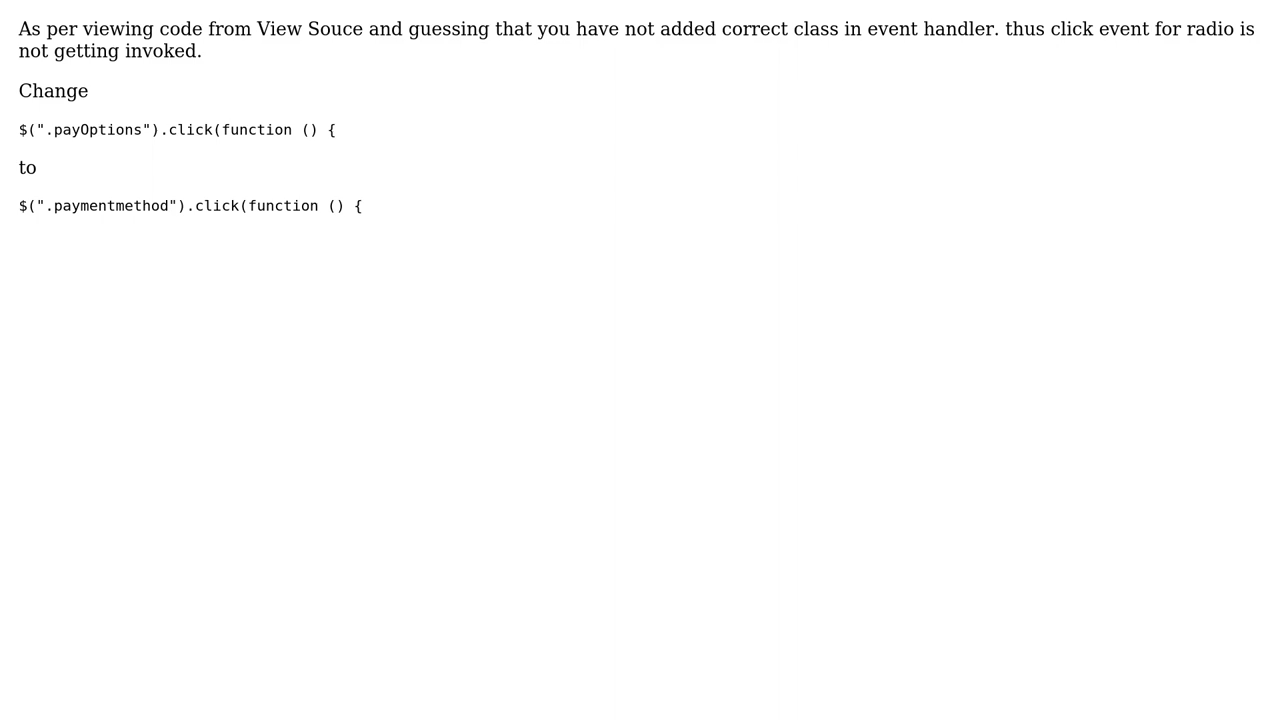 As per viewing code from View Souce and guessing that you have not added correct class in event handler. thus click event for radio is
not getting invoked.
Change
$(".payOptions").click(function () {
to
$(".paymentmethod").click(function () {